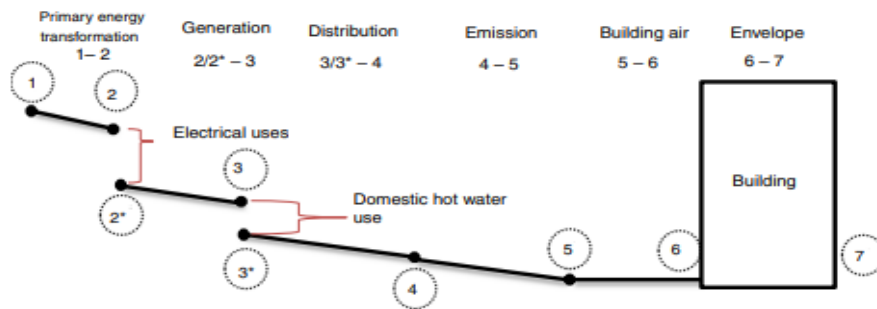 Primary energy
transformation
1– 2
Generation
2/2* – 3
Distribution
3/3* – 4
Emission
4 – 5
Building air
5 – 6
Envelope
6 – 7
1
2
Electrical uses
3
2*
Domestic hot water
use
3*
4
5
6
Building
7